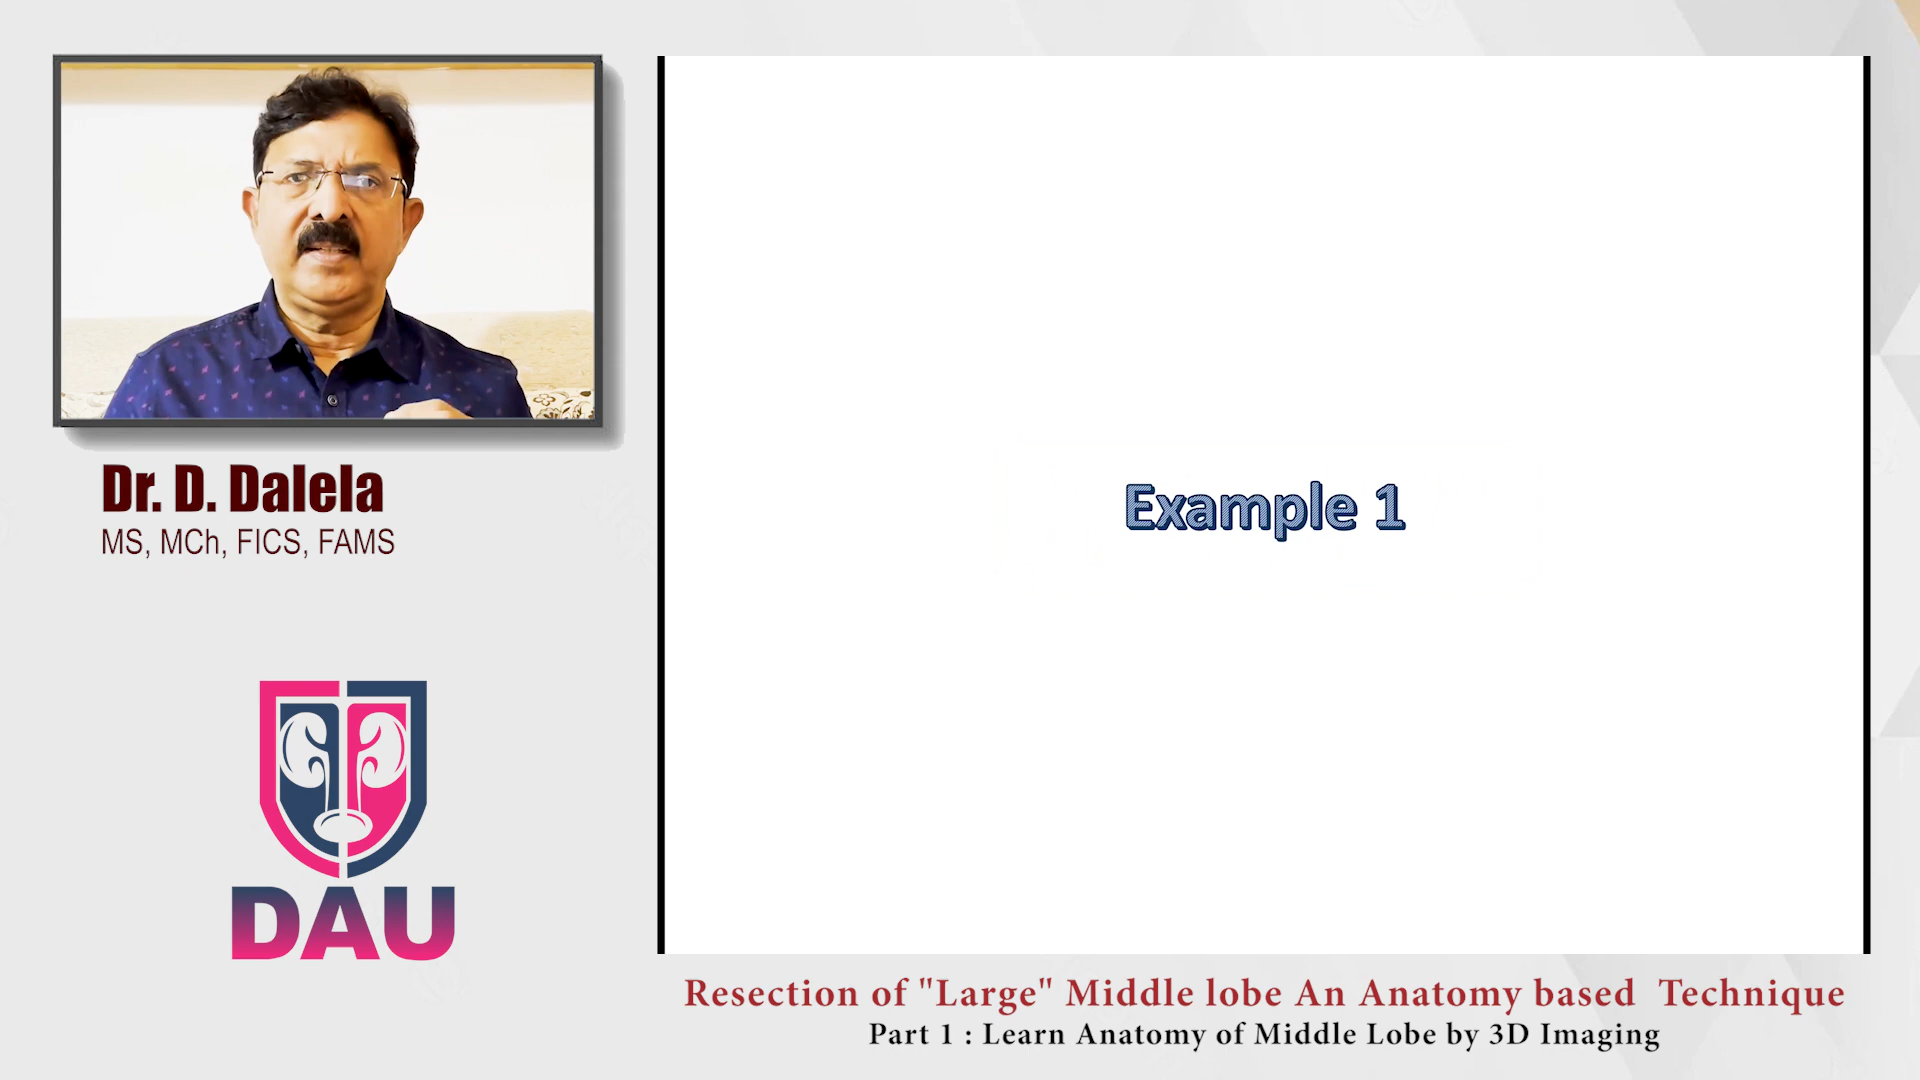 Dr. D. Dalela
MS, MCh, FICS, FAMS
DAU
Example 1
Resection of "Large" Middle lobe An Anatomy based Technique
Part 1 : Learn Anatomy of Middle Lobe by 3D Imaging